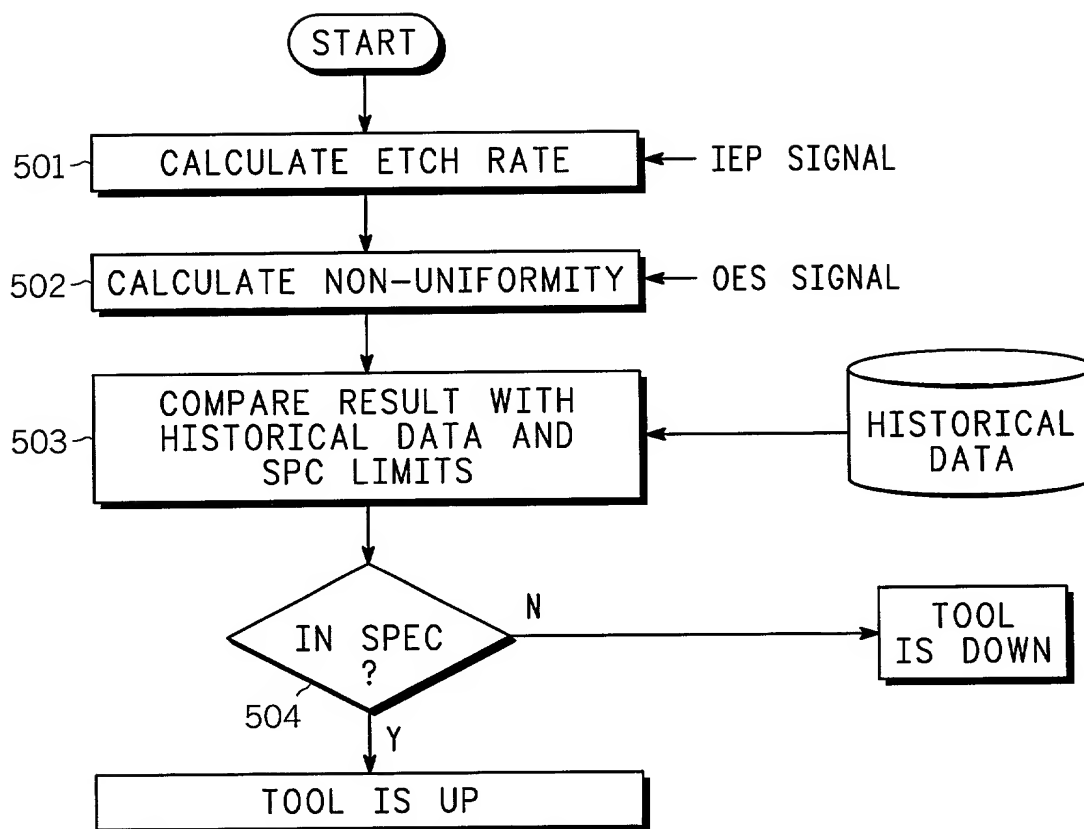 START
501
CALCULATE ETCH RATE
IEP SIGNAL
502
CALCULATE NON-UNIFORMITY
OES SIGNAL
503
COMPARE RESULT WITH
HISTORICAL DATA AND
SPC LIMITS
HISTORICAL
DATA
IN SPEC
?
504
N
TOOL
IS DOWN
Y
TOOL IS UP